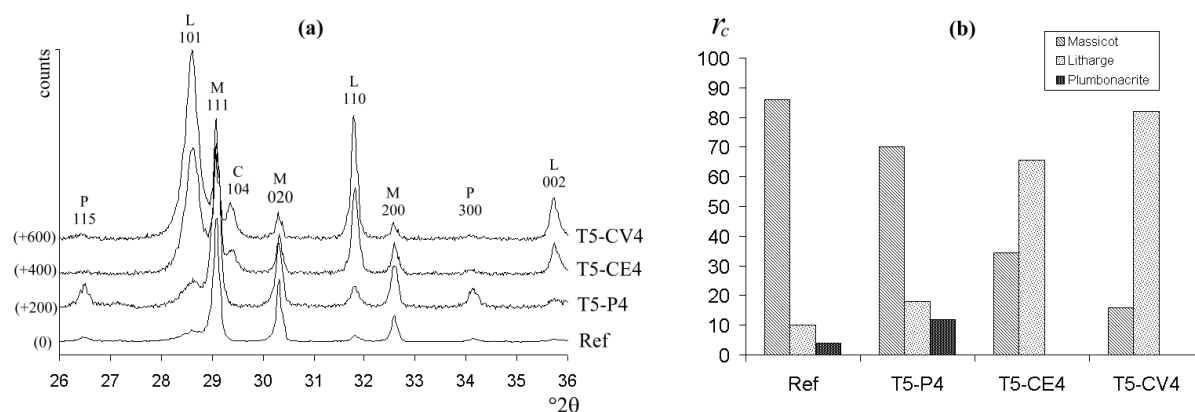 (a)
counts
L
101
M
111
C
104
M
020
L
110
M
200
P
115
P
300
L
002
(+600)
(+400)
(+200)
(0)
T5-CV4
T5-CE4
T5-P4
Ref
26 27 28 29 30 31 32 33 34 35 36
°2θ
(b)
rc
Massicot
Litharge
Plumbonacrite
100
90
80
70
60
50
40
30
20
10
0
Ref T5-P4 T5-CE4 T5-CV4